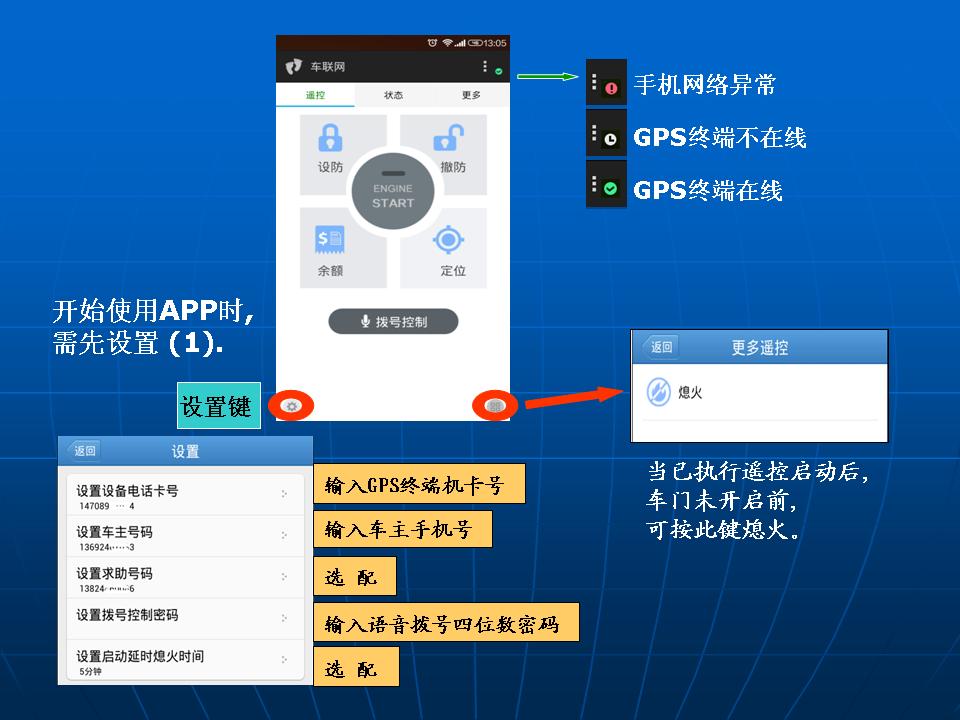 13:05
车联网
遥控 状态 更多
设防 撤防
ENGINE
START
余额 定位
拨号控制
手机网络异常
GPS终端不在线
GPS终端在线
开始使用APP时,
需先设置 (1).
设置键
返回 更多遥控
熄火
当已执行遥控启动后,
车门未开启前,
可按此键熄火。
返回 设置
设置设备电话卡号
147089 ... 4
输入GPS终端机卡号
设置车主号码
136924.....3
输入车主手机号
设置求助号码
选 配
设置拨号控制密码
输入语音拨号四位数密码
设置启动延时熄火时间
5分钟
选 配